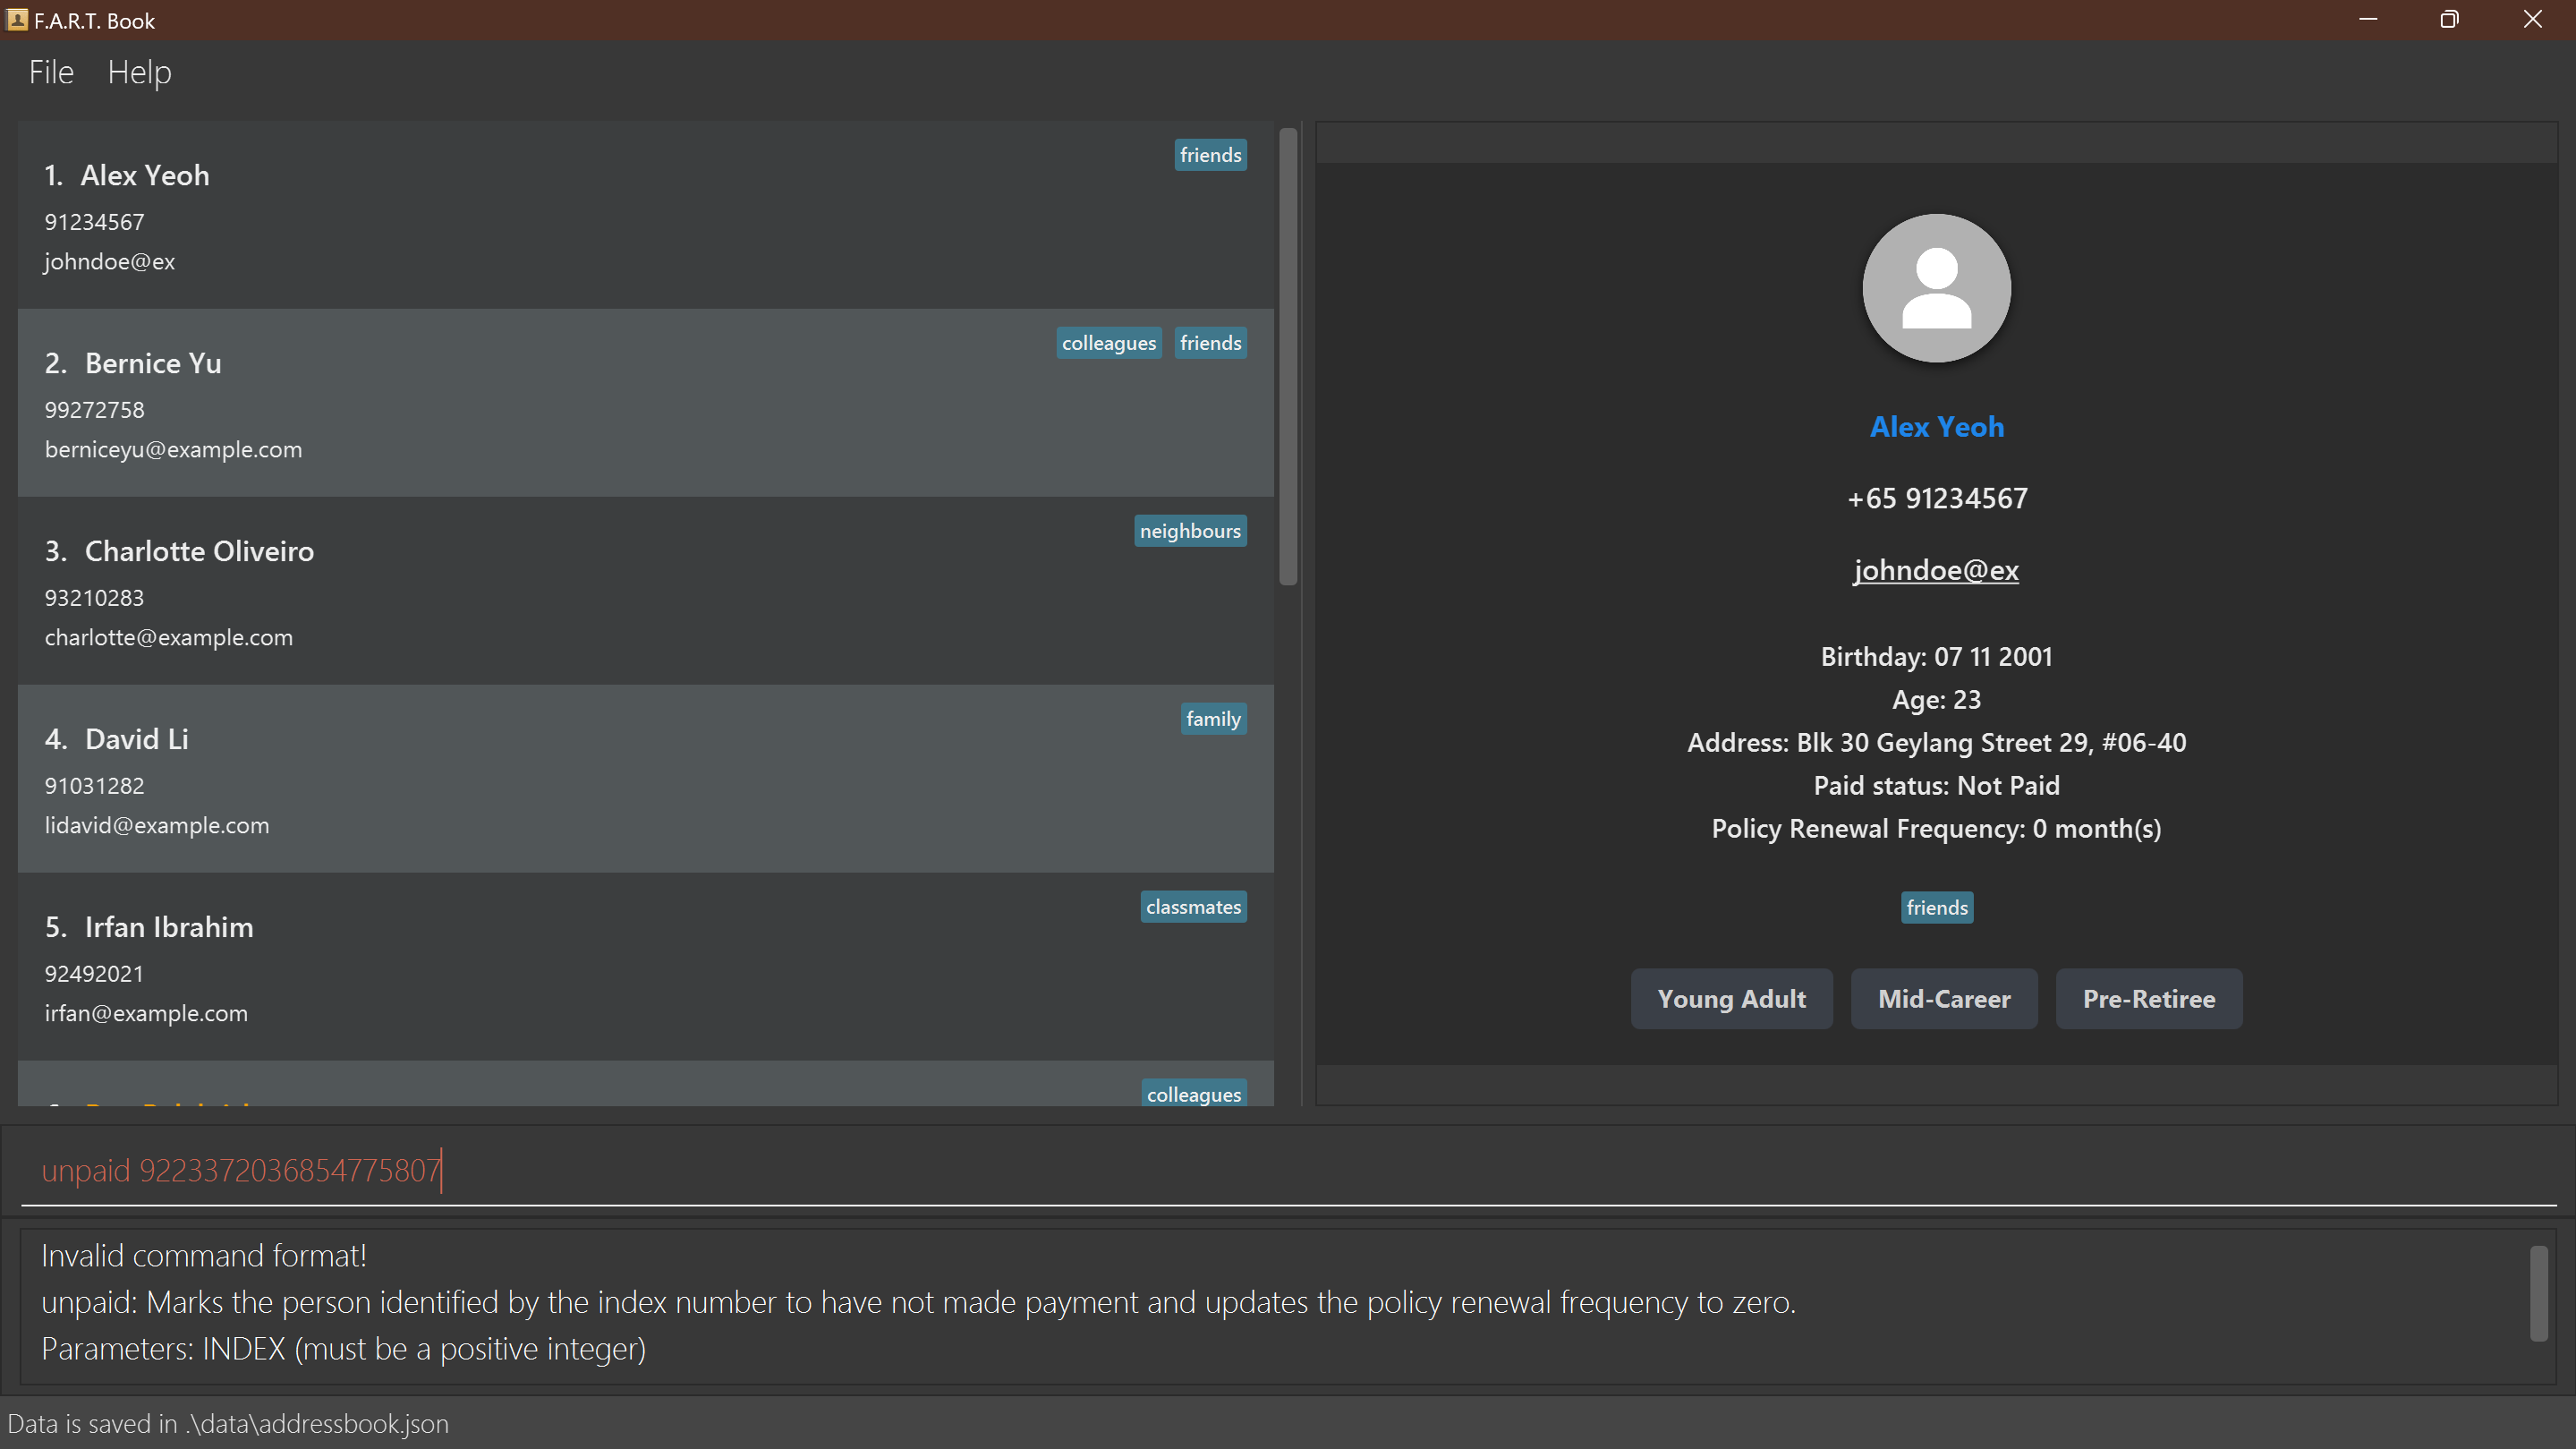 F.A.R.T. Book
File Help
1. Alex Yeoh
friends
91234567
johndoe@ex
2. Bernice Yu
colleagues friends
99272758
berniceyu@example.com
3. Charlotte Oliveiro
neighbours
93210283
charlotte@example.com
4. David Li
family
91031282
lidavid@example.com
5. Irfan Ibrahim
classmates
92492021
irfan@example.com
colleagues
Alex Yeoh
+65 91234567
johndoe@ex
Birthday: 07 11 2001
Age: 23
Address: Blk 30 Geylang Street 29, #06-40
Paid status: Not Paid
Policy Renewal Frequency: 0 month(s)
friends
Young Adult Mid-Career Pre-Retiree
unpaid 9223372036854775807
Invalid command format!
unpaid: Marks the person identified by the index number to have not made payment and updates the policy renewal frequency to zero.
Parameters: INDEX (must be a positive integer)
Data is saved in .\data\addressbook.json